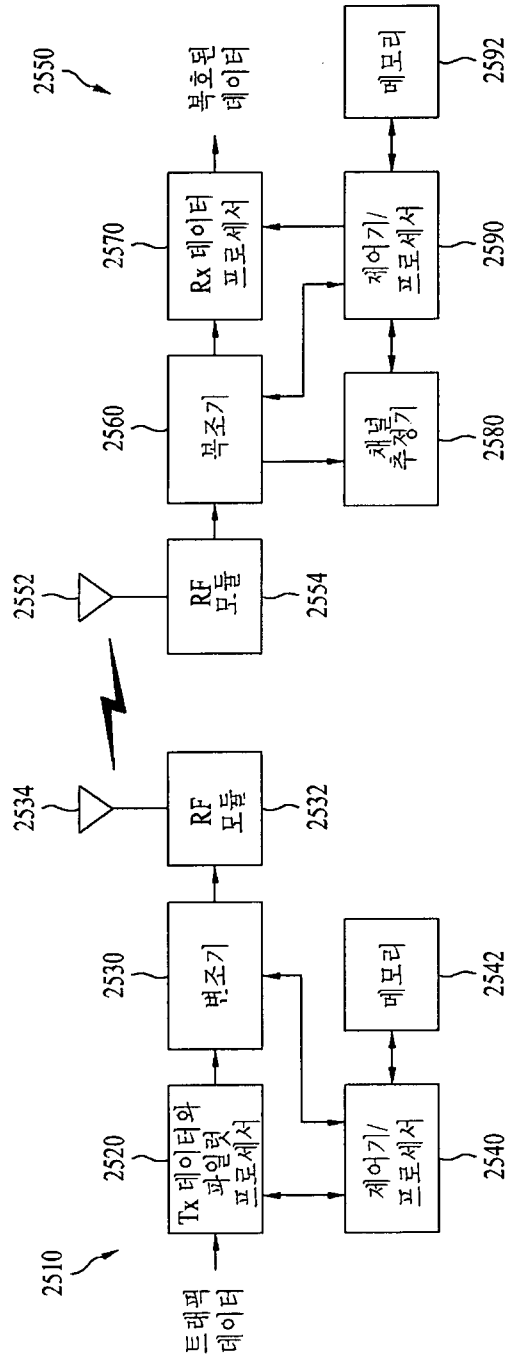 2510
트래픽
데이터
2520
Tx 데이터와
파일럿
프로세서
2530
변조기
2534
RF
모듈
2532
제어기/
프로세서
2540
메모리
2542
2550
2552
RF
모듈
2554
2560
복조기
2570
Rx 데이터
프로세서
복호된
데이터
채널
추정기
2580
제어기/
프로세서
2590
메모리
2592